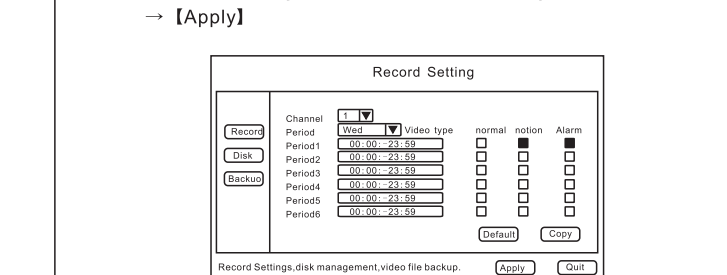 →【Apply】
Record Setting
Channel 1
Record Period Wed Video type normal notion Alarm
Period1 00:00:-23:59
Disk Period2 00:00:-23:59
Period3 00:00:-23:59
Backuo Period4 00:00:-23:59
Period5 00:00:-23:59
Period6 00:00:-23:59
Default Copy
Record Settings,disk management,video file backup. Apply Quit